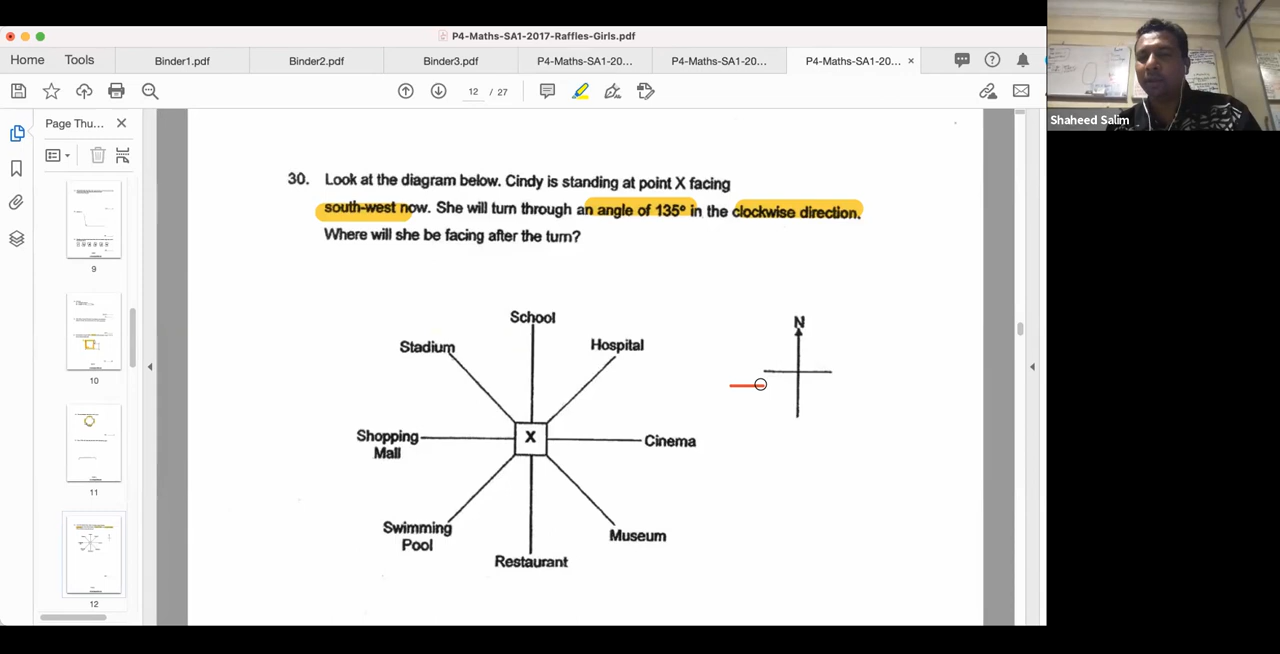 P4-Maths-SA1-2017-Raffles-Girls.pdf
Home Tools Binder1.pdf Binder2.pdf Binder3.pdf P4-Maths-SA1-20... P4-Maths-SA1-20... P4-Maths-SA1-20... ×
12 / 27
Shaheed Salim
Page Thu...
9
10
11
12
30. Look at the diagram below. Cindy is standing at point X facing
south-west now. She will turn through an angle of 135° in the clockwise direction.
Where will she be facing after the turn?
School
Stadium
Hospital
N
Shopping
Mall
X
Cinema
Swimming
Pool
Museum
Restaurant